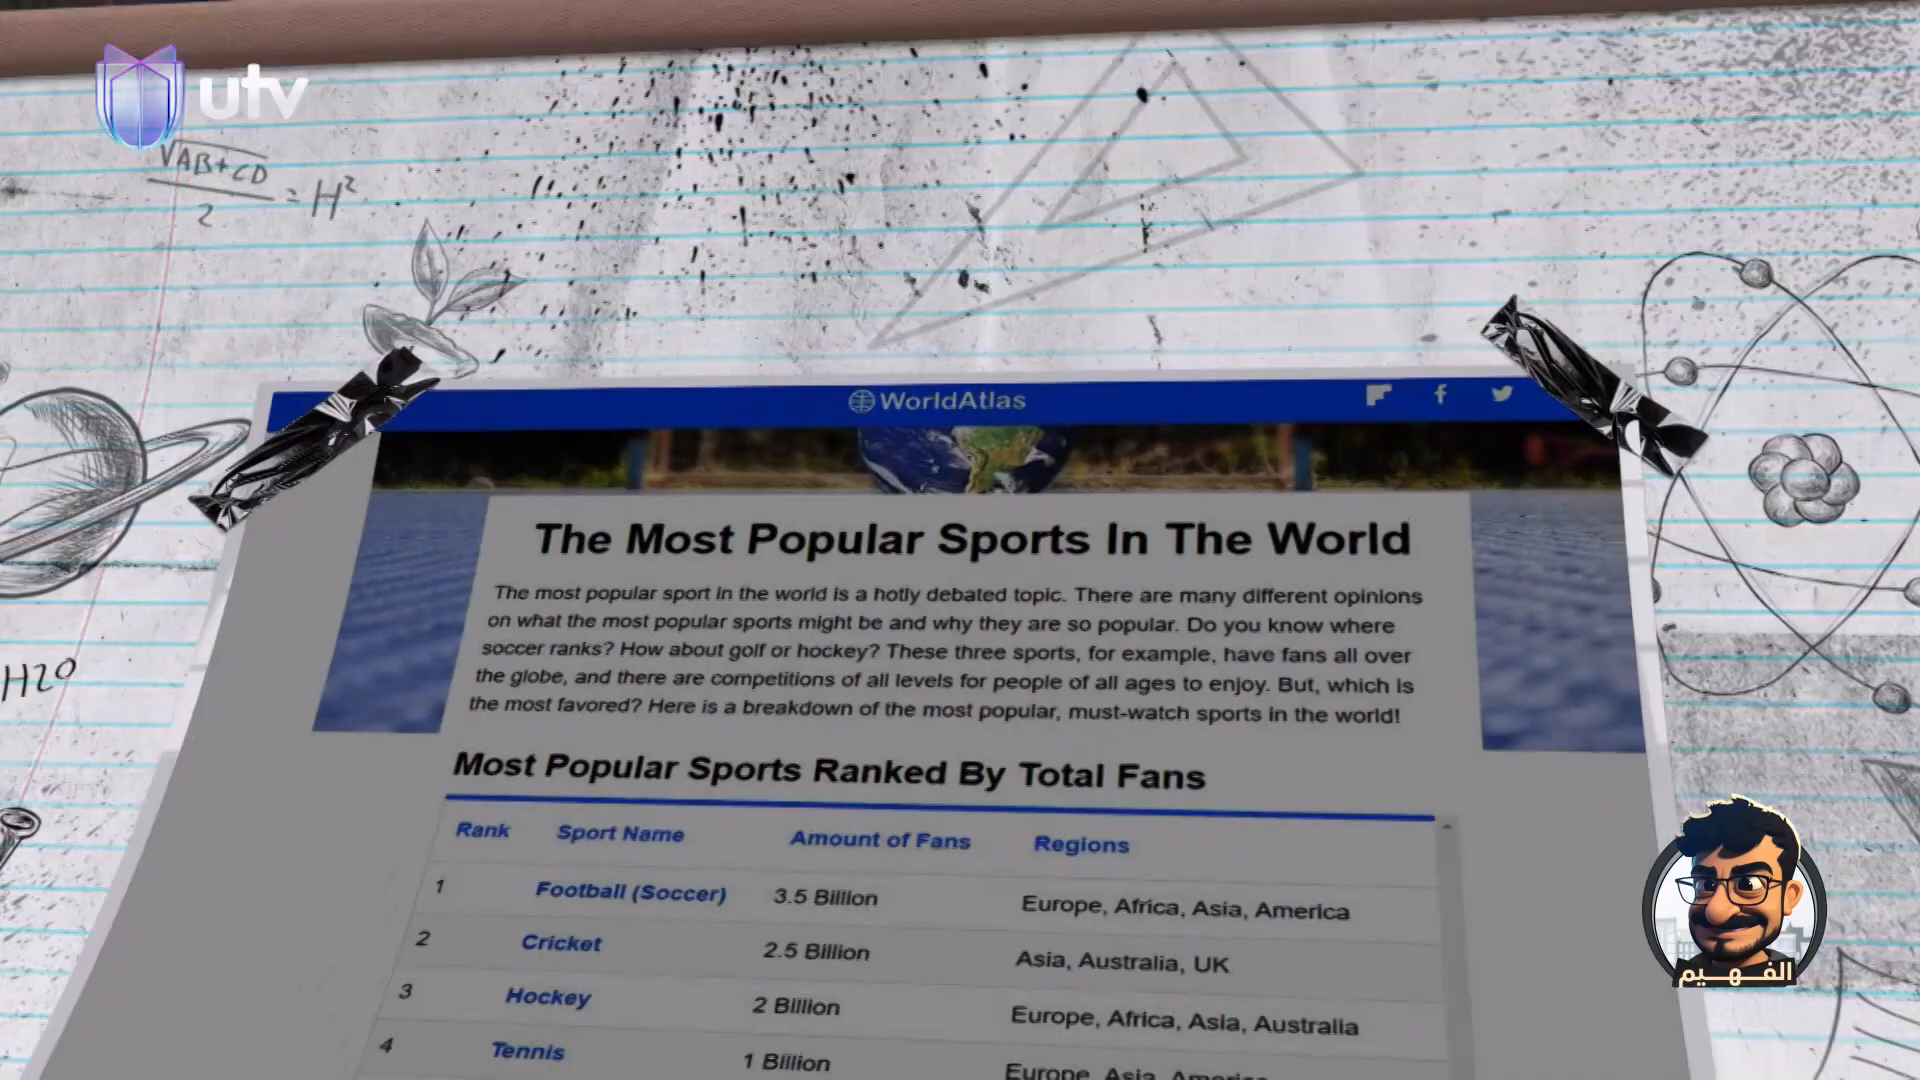 utv
√AB+CD
2
= H²
H2O
WorldAtlas
The Most Popular Sports In The World
The most popular sport in the world is a hotly debated topic. There are many different opinions
on what the most popular sports might be and why they are so popular. Do you know where
soccer ranks? How about golf or hockey? These three sports, for example, have fans all over
the globe, and there are competitions of all levels for people of all ages to enjoy. But, which is
the most favored? Here is a breakdown of the most popular, must-watch sports in the world!
Most Popular Sports Ranked By Total Fans
Rank Sport Name Amount of Fans Regions
1 Football (Soccer) 3.5 Billion Europe, Africa, Asia, America
2 Cricket 2.5 Billion Asia, Australia, UK
3 Hockey 2 Billion Europe, Africa, Asia, Australia
4 Tennis 1 Billion Europe, Asia, America
الفهيم